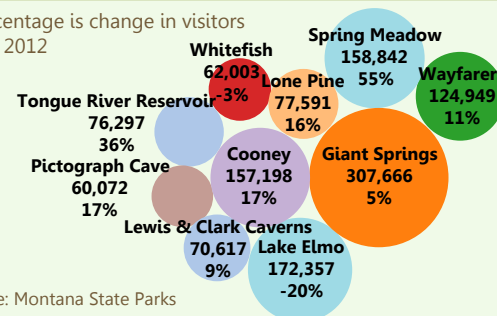 centage is change in visitors
2012
Spring Meadow
158,842
55%
Whitefish
62,003
-3%
Lone Pine
77,591
16%
Wayfarer
124,949
11%
Tongue River Reservoir
76,297
36%
Pictograph Cave
60,072
17%
Cooney
157,198
17%
Giant Springs
307,666
5%
Lewis & Clark Caverns
70,617
9%
Lake Elmo
172,357
-20%
e: Montana State Parks